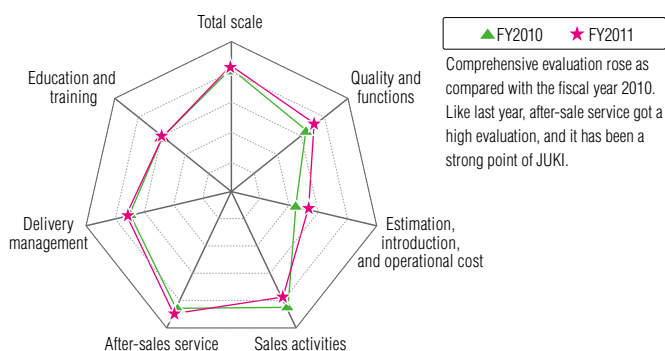 Total scale
Education and
training
Quality and
functions
Delivery
management
Estimation,
introduction,
and operational cost
After-sales service
Sales activities
FY2010 FY2011
Comprehensive evaluation rose as
compared with the fiscal year 2010.
Like last year, after-sale service got a
high evaluation, and it has been a
strong point of JUKI.